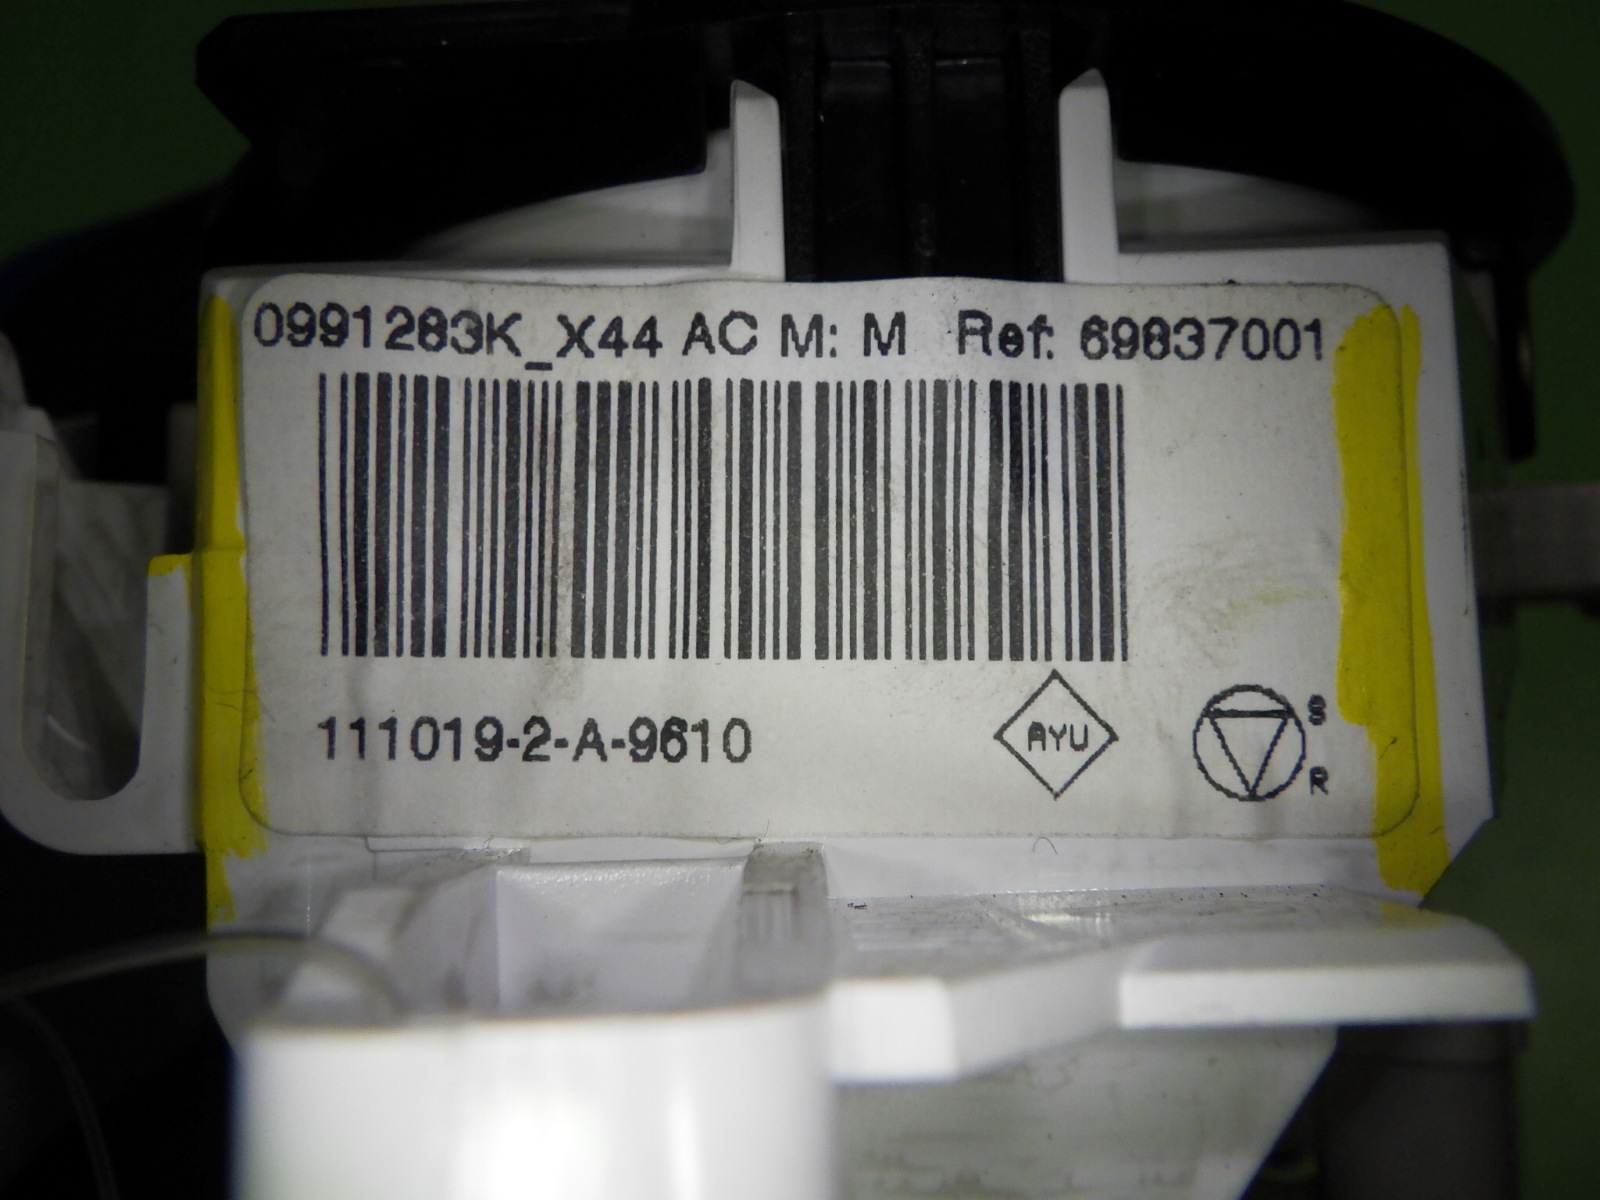 0991283K_X44 AC M: M Ref: 69837001
111019-2-A-9610
AYU
S
R